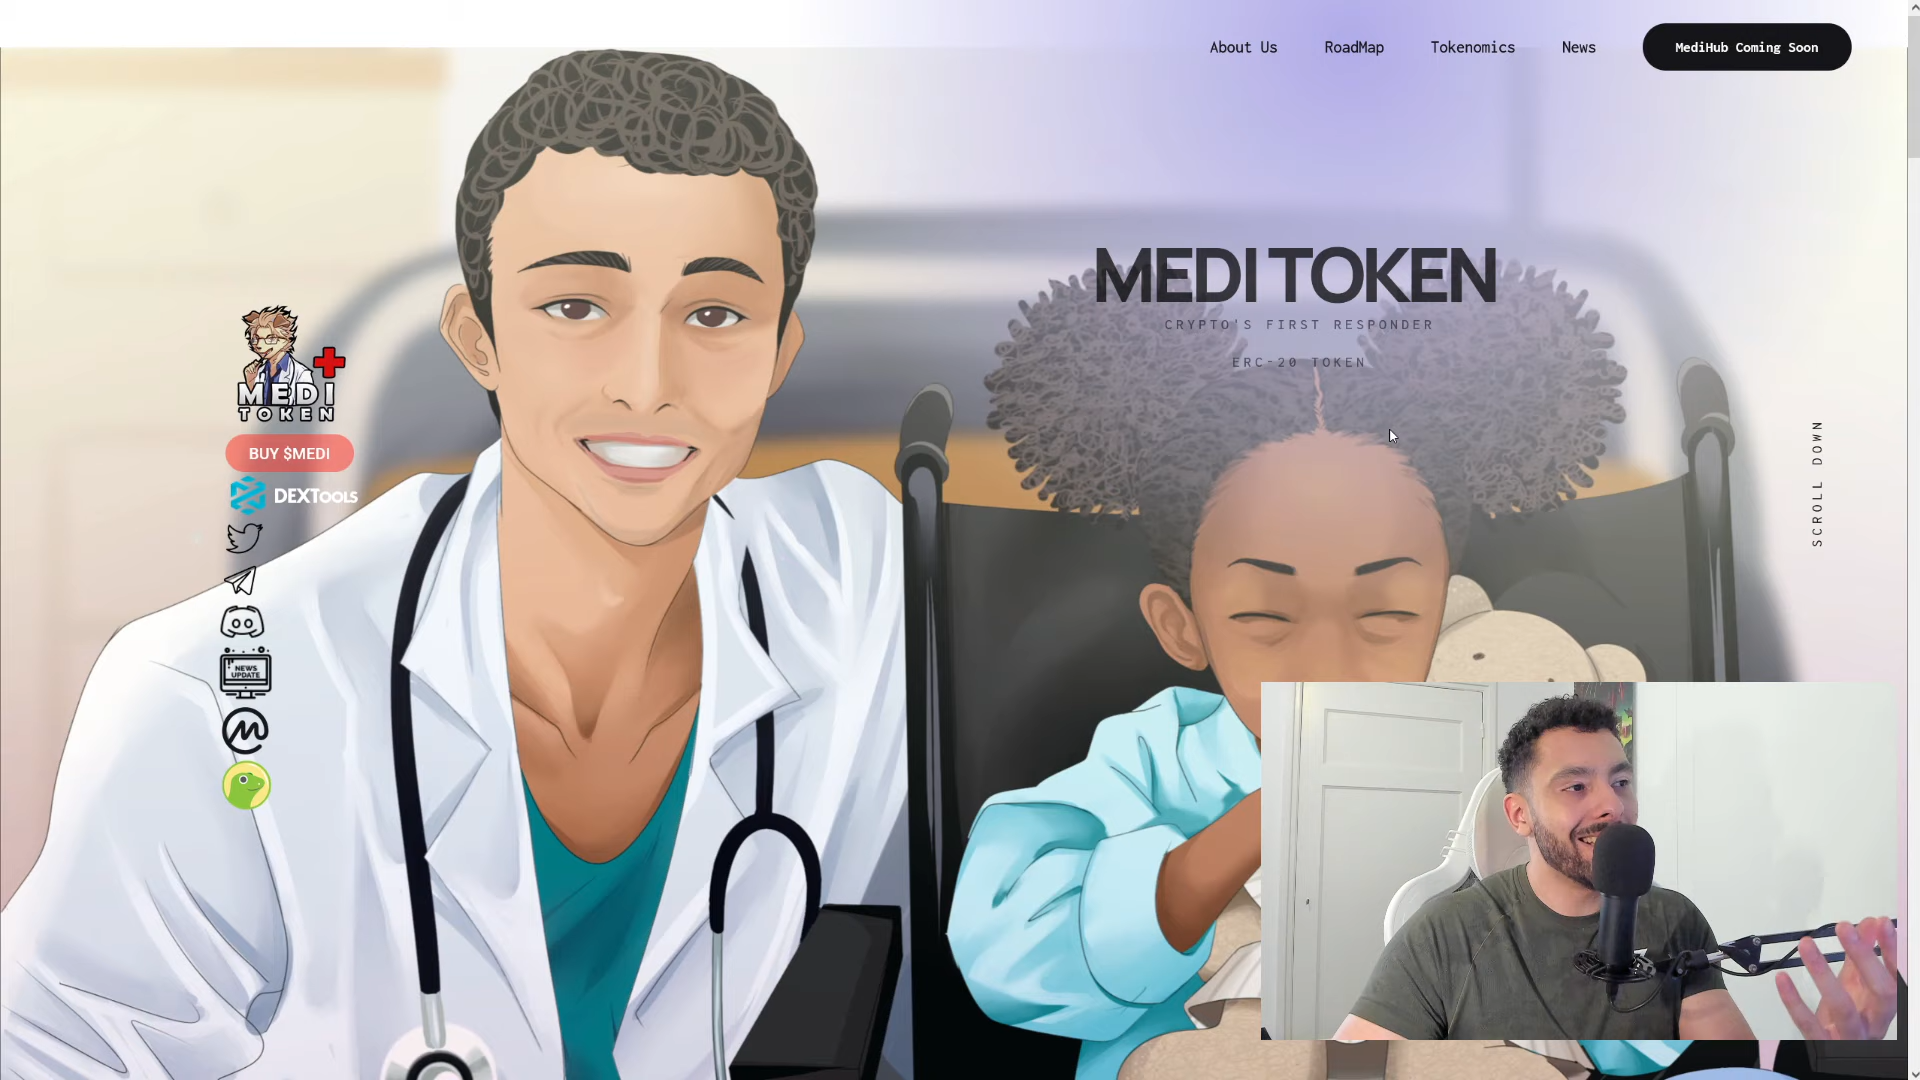 About Us
RoadMap
Tokenomics
News
MediHub Coming Soon
MEDI TOKEN
CRYPTO'S FIRST RESPONDER
ERC-20 TOKEN
MEDI
TOKEN
BUY $MEDI
DEXTools
NEWS
UPDATE
SCROLL DOWN